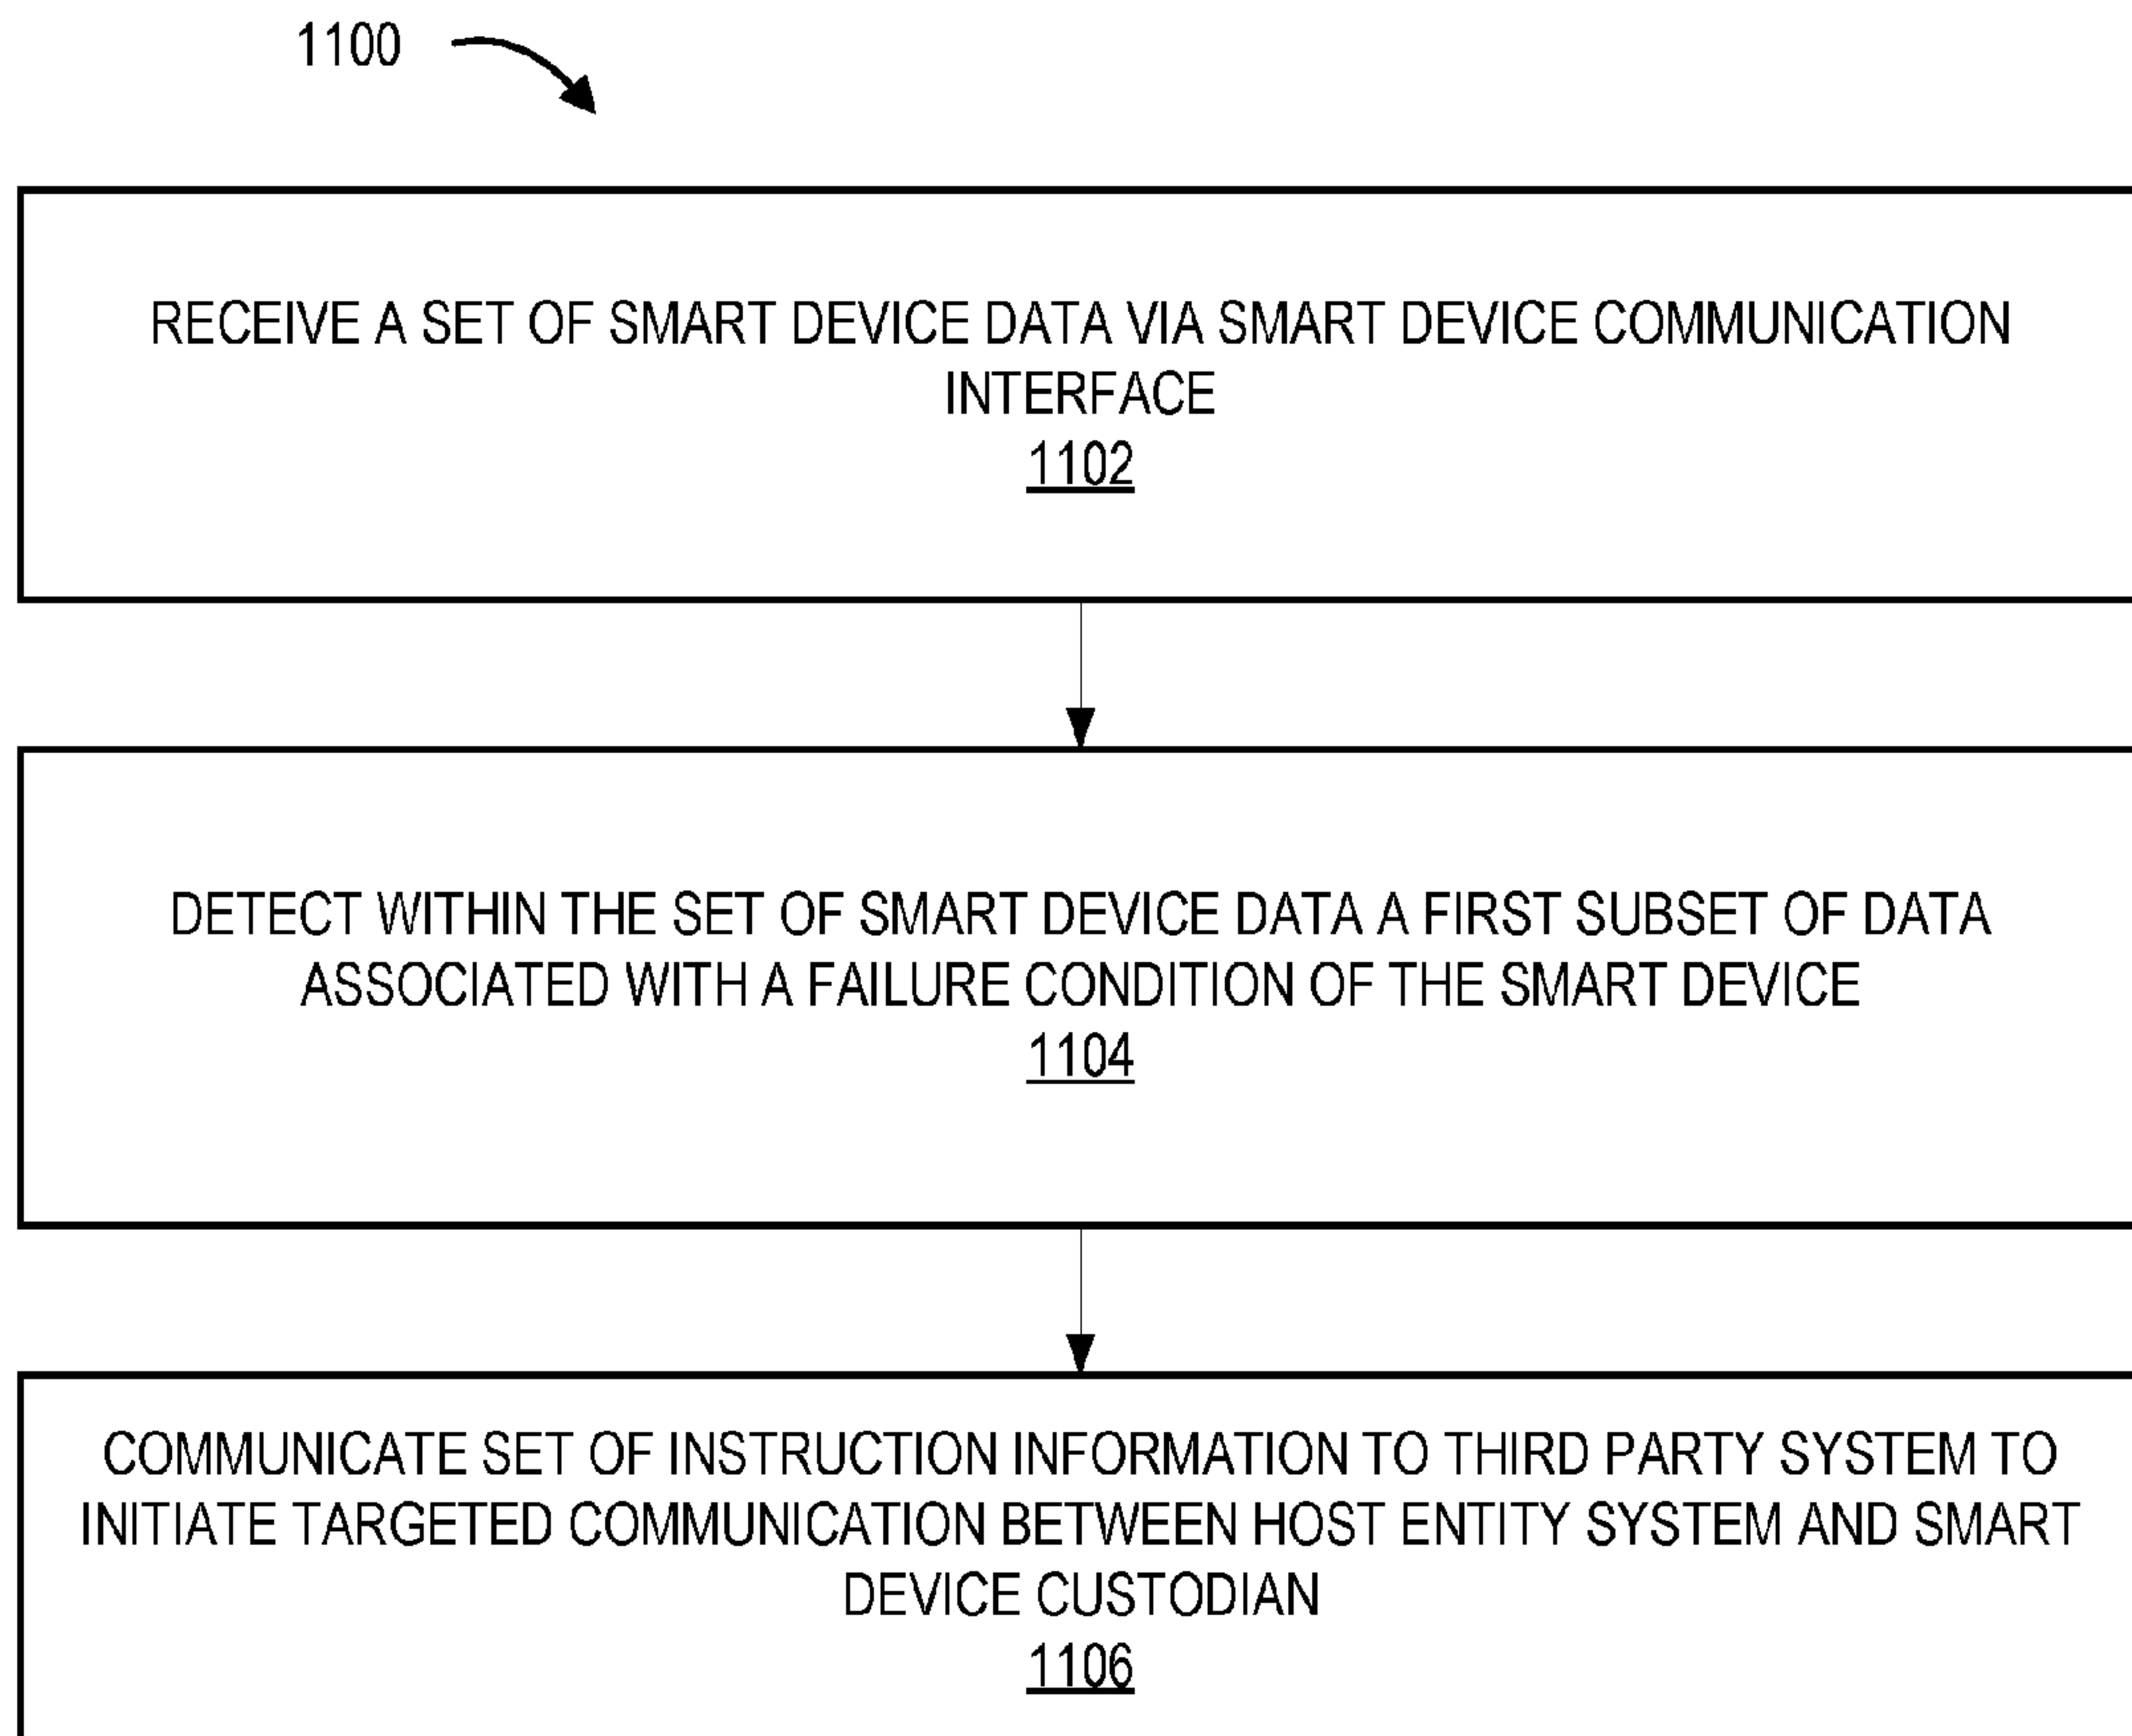 1100
RECEIVE A SET OF SMART DEVICE DATA VIA SMART DEVICE COMMUNICATION
INTERFACE
1102
DETECT WITHIN THE SET OF SMART DEVICE DATA A FIRST SUBSET OF DATA
ASSOCIATED WITH A FAILURE CONDITION OF THE SMART DEVICE
1104
COMMUNICATE SET OF INSTRUCTION INFORMATION TO THIRD PARTY SYSTEM TO
INITIATE TARGETED COMMUNICATION BETWEEN HOST ENTITY SYSTEM AND SMART
DEVICE CUSTODIAN
1106